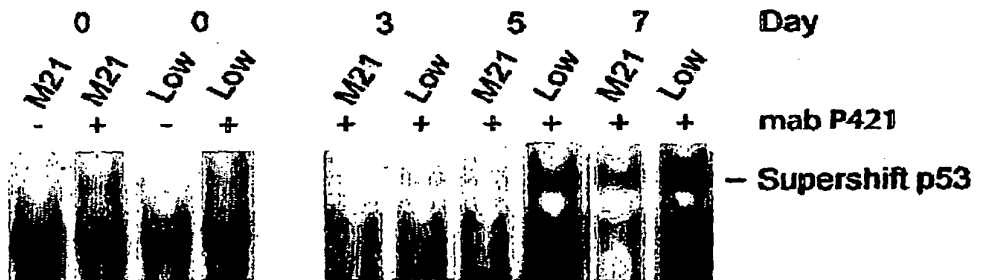 0 0 3 5 7 Day
M21 M21 Low Low M21 Low M21 Low M21 Low
- + - + + + + + + + mab P421
– Supershift p53